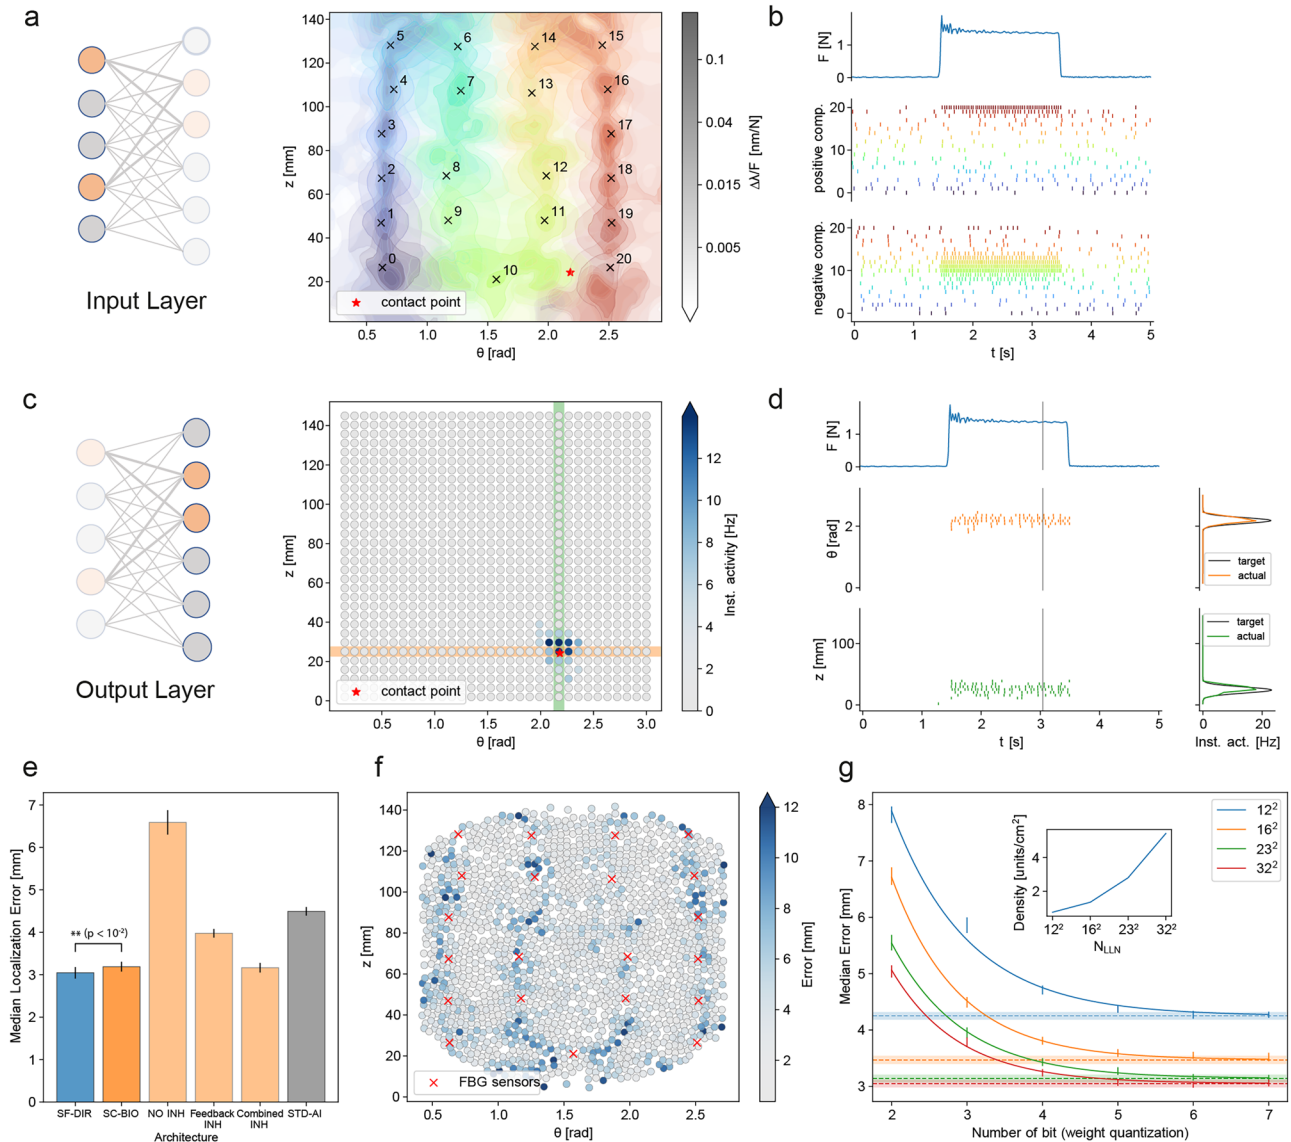 a
Input Layer
140
120
100
80
60
40
20
z [mm]
0.5
1.0
1.5
2.0
2.5
θ [rad]
5
6
14
15
4
7
13
16
3
17
2
8
12
18
1
9
11
19
0
10
20
contact point
0.1
0.04
0.015
0.005
Δλ/F [nm/N]
b
F [N]
1
0
positive comp.
20
10
0
negative comp.
20
10
0
0
1
2
3
4
5
t [s]
c
Output Layer
140
120
100
80
60
40
20
0
z [mm]
0.5
1.0
1.5
2.0
2.5
3.0
θ [rad]
contact point
12
10
8
6
4
2
0
Inst. activity [Hz]
d
F [N]
1
0
θ [rad]
2
0
z [mm]
100
0
0
1
2
3
4
5
t [s]
target
actual
target
actual
0
20
Inst. act. [Hz]
e
Median Localization Error [mm]
7
6
5
4
3
2
1
0
** (p < 10⁻²)
SF-DIR
SC-BIO
NO INH
Feedback INH
Combined INH
STD-AI
Architecture
f
z [mm]
140
120
100
80
60
40
20
0
0.5
1.0
1.5
2.0
2.5
θ [rad]
FBG sensors
12
10
8
6
4
2
Error [mm]
g
Median Error [mm]
8
7
6
5
4
3
2
3
4
5
6
7
Number of bit (weight quantization)
Density [units/cm²]
4
2
12²
16²
23²
32²
N_LLN
12²
16²
23²
32²